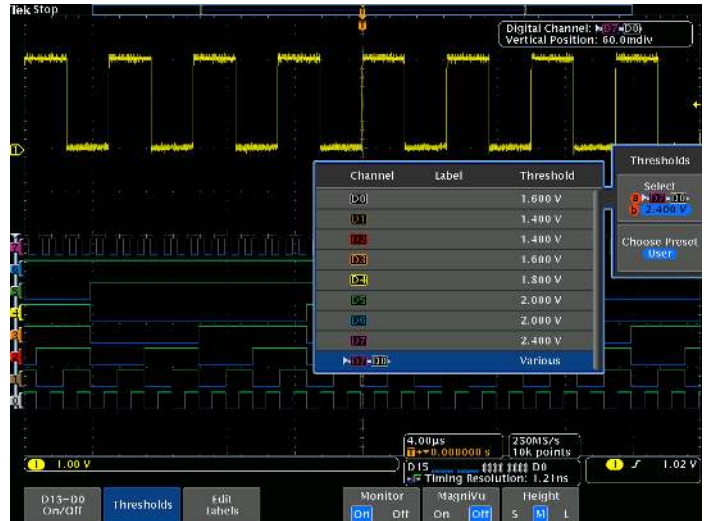 Tek Stop
Digital Channel: D7-D0
Vertical Position: 60.0mdiv
Thresholds
Channel Label Threshold
D0 1.600 V
D1 1.400 V
D2 1.400 V
D3 1.600 V
D4 1.800 V
D5 2.000 V
D6 2.000 V
D7 2.400 V
D7-D0 Various
Select
a D7-D0
b 2.400 V
Choose Preset
User
4.00µs
0.000000 s
250MS/s
10k points
1 1.00 V
D15 D0
Timing Resolution: 1.21ns
1 1.02 V
D15-D0
On/Off
Thresholds
Edit
Labels
Monitor
On Off
MagniVu
On Off
Height
S M L